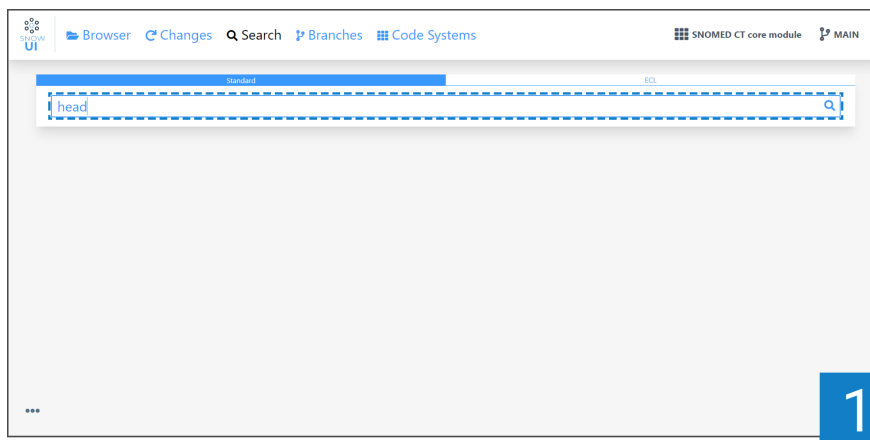 SNOW
UI
Browser Changes Search Branches Code Systems SNOMED CT core module MAIN
Standard ECL
head
1